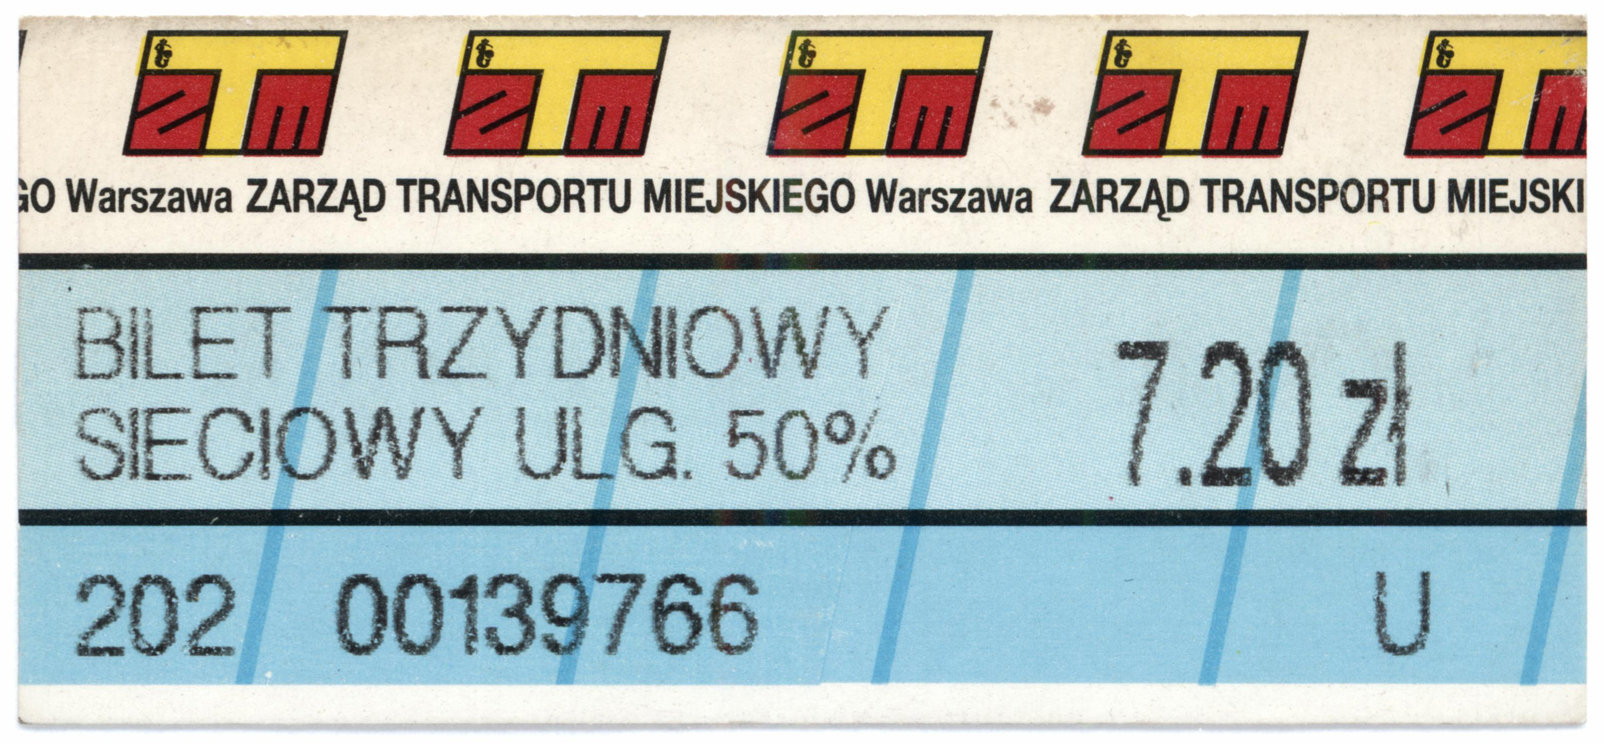 ZTM ZTM ZTM ZTM ZTM
GO Warszawa ZARZĄD TRANSPORTU MIEJSKIEGO Warszawa ZARZĄD TRANSPORTU MIEJSKI
BILET TRZYDNIOWY
SIECIOWY ULG. 50%
7.20 zł
202 00139766 U